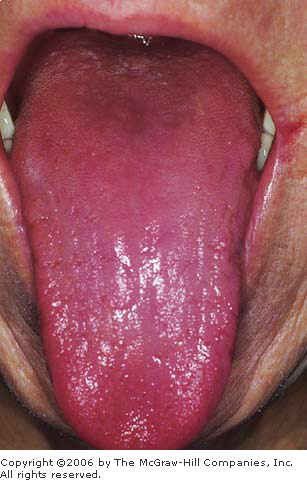 Copyright ©2006 by The McGraw-Hill Companies, Inc.
All rights reserved.